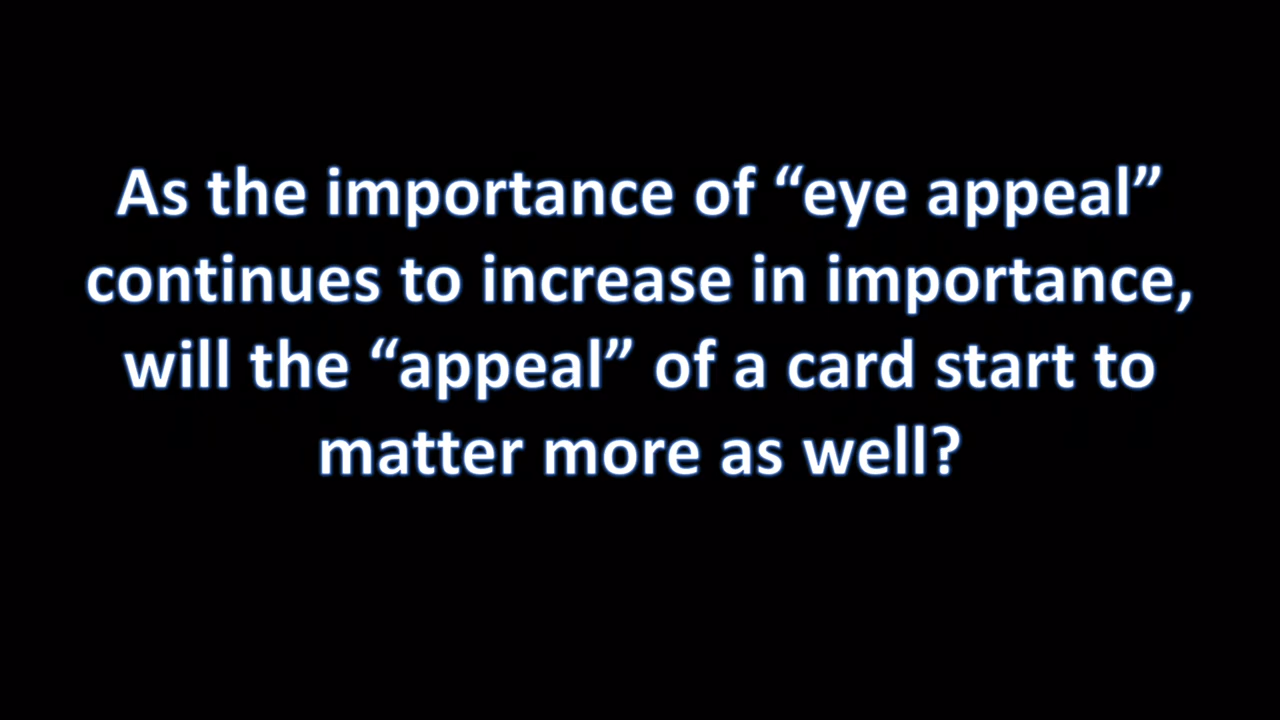 As the importance of “eye appeal”
continues to increase in importance,
will the “appeal” of a card start to
matter more as well?